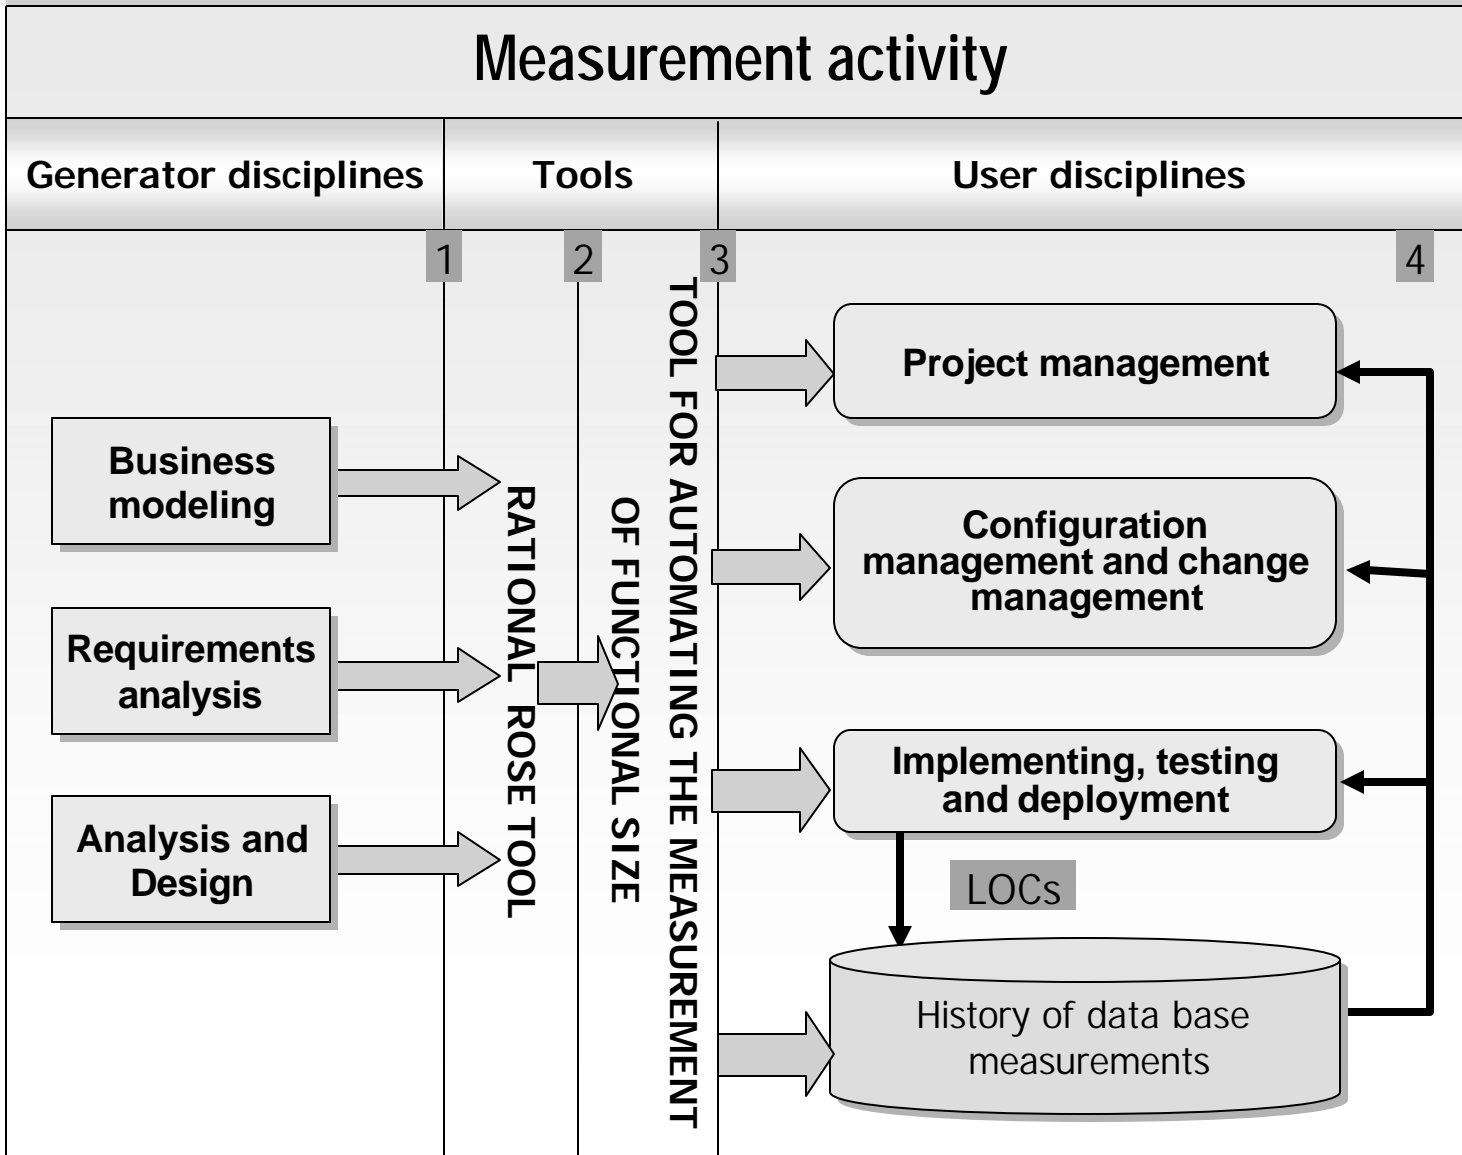 Measurement activity
Generator disciplines
Tools
User disciplines
1
2
3
4
Business
modeling
Requirements
analysis
Analysis and
Design
RATIONAL ROSE TOOL
TOOL FOR AUTOMATING THE MEASUREMENT
OF FUNCTIONAL SIZE
Project management
Configuration
management and change
management
Implementing, testing
and deployment
LOCs
History of data base
measurements